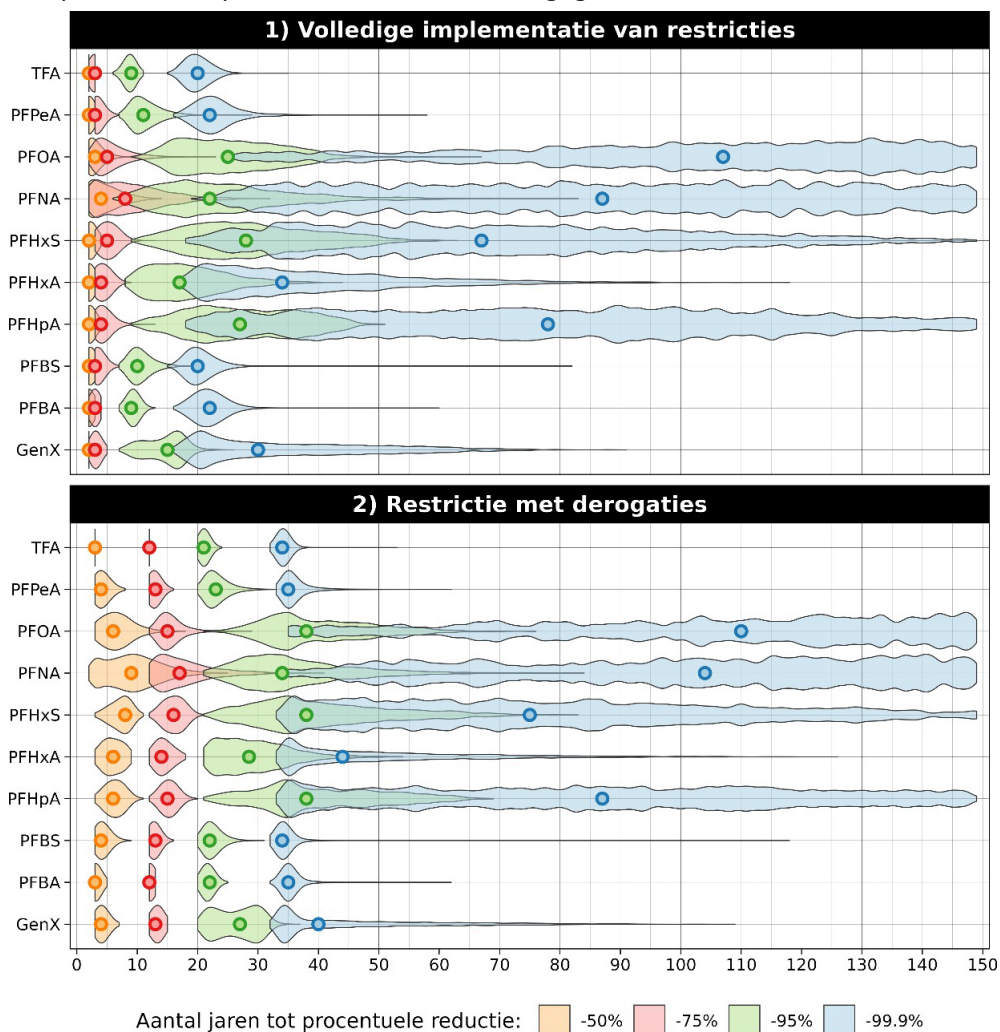 1) Volledige implementatie van restricties
TFA
PFPeA
PFOA
PFNA
PFHxS
PFHxA
PFHpA
PFBS
PFBA
GenX
2) Restrictie met derogaties
TFA
PFPeA
PFOA
PFNA
PFHxS
PFHxA
PFHpA
PFBS
PFBA
GenX
0 10 20 30 40 50 60 70 80 90 100 110 120 130 140 150
Aantal jaren tot procentuele reductie: -50% -75% -95% -99.9%